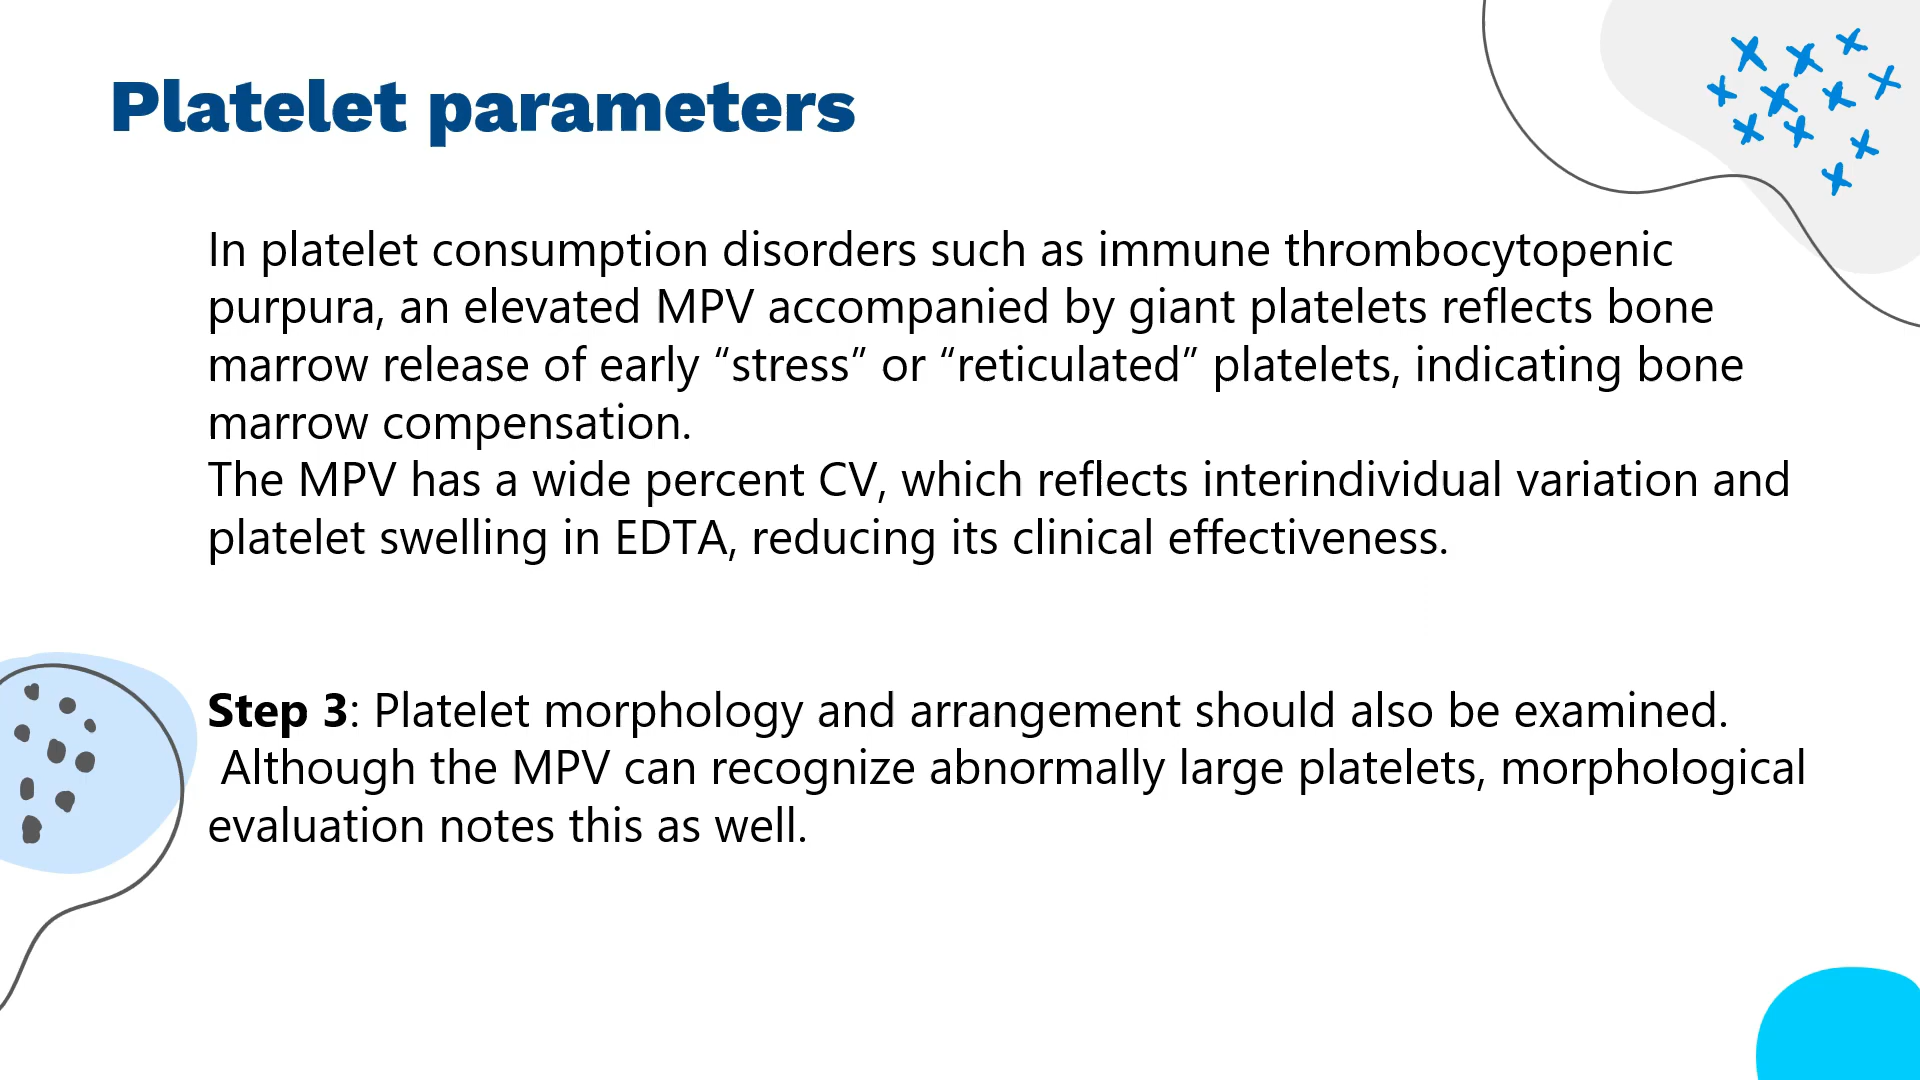 Platelet parameters
In platelet consumption disorders such as immune thrombocytopenic
purpura, an elevated MPV accompanied by giant platelets reflects bone
marrow release of early “stress” or “reticulated” platelets, indicating bone
marrow compensation.
The MPV has a wide percent CV, which reflects interindividual variation and
platelet swelling in EDTA, reducing its clinical effectiveness.
Step 3: Platelet morphology and arrangement should also be examined.
Although the MPV can recognize abnormally large platelets, morphological
evaluation notes this as well.